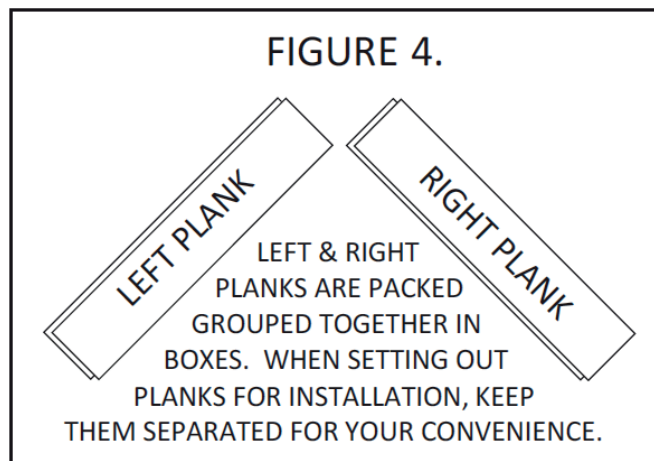 FIGURE 4.
LEFT PLANK
RIGHT PLANK
LEFT & RIGHT
PLANKS ARE PACKED
GROUPED TOGETHER IN
BOXES. WHEN SETTING OUT
PLANKS FOR INSTALLATION, KEEP
THEM SEPARATED FOR YOUR CONVENIENCE.